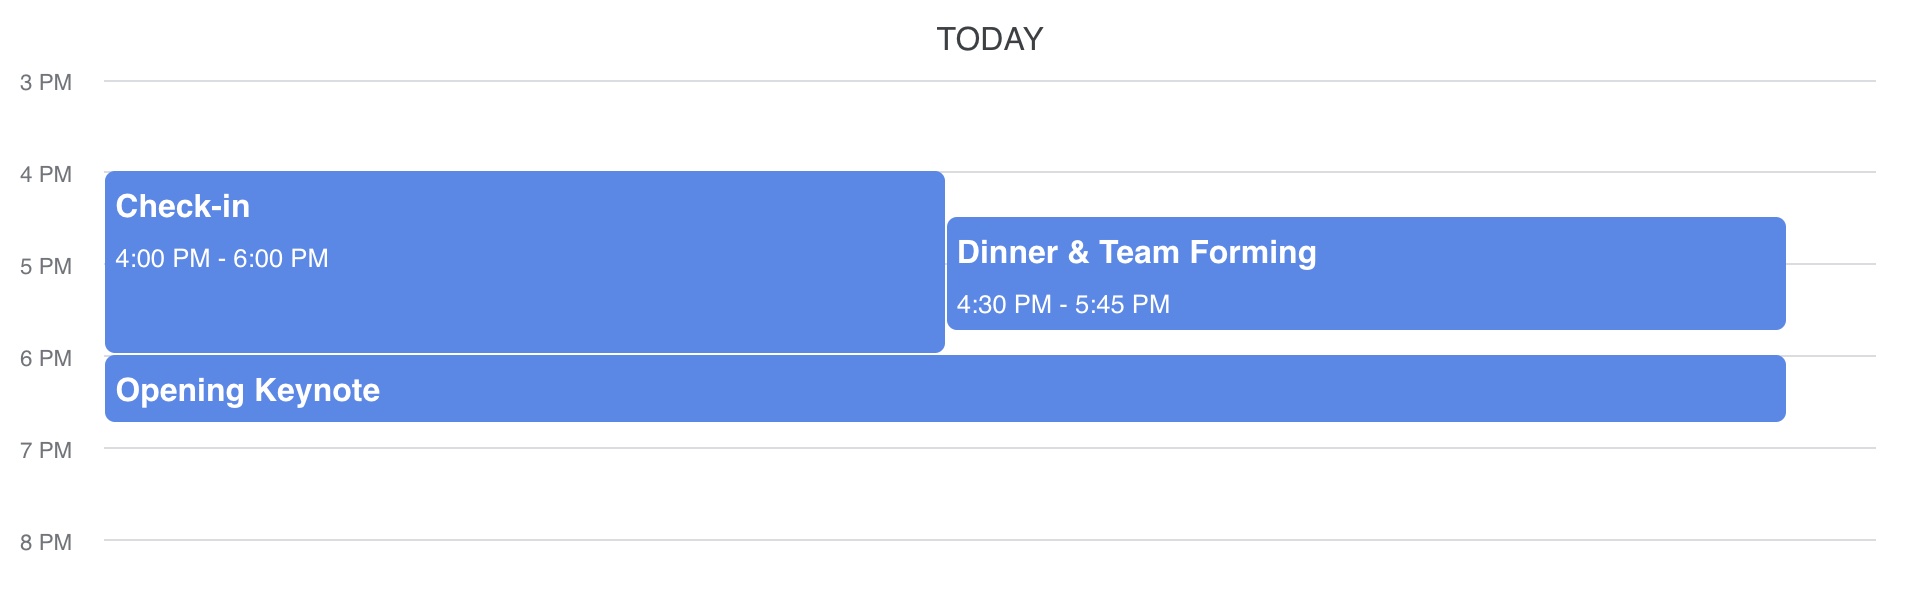 TODAY
3 PM
4 PM
Check-in
4:00 PM - 6:00 PM
Dinner & Team Forming
4:30 PM - 5:45 PM
5 PM
6 PM
Opening Keynote
7 PM
8 PM